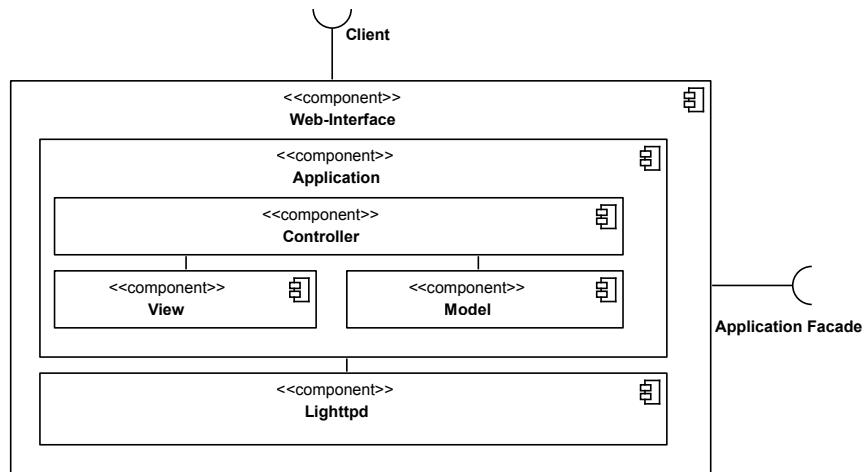 Client
<<component>>
Web-Interface
<<component>>
Application
<<component>>
Controller
<<component>>
View
<<component>>
Model
Application Facade
<<component>>
Lighttpd